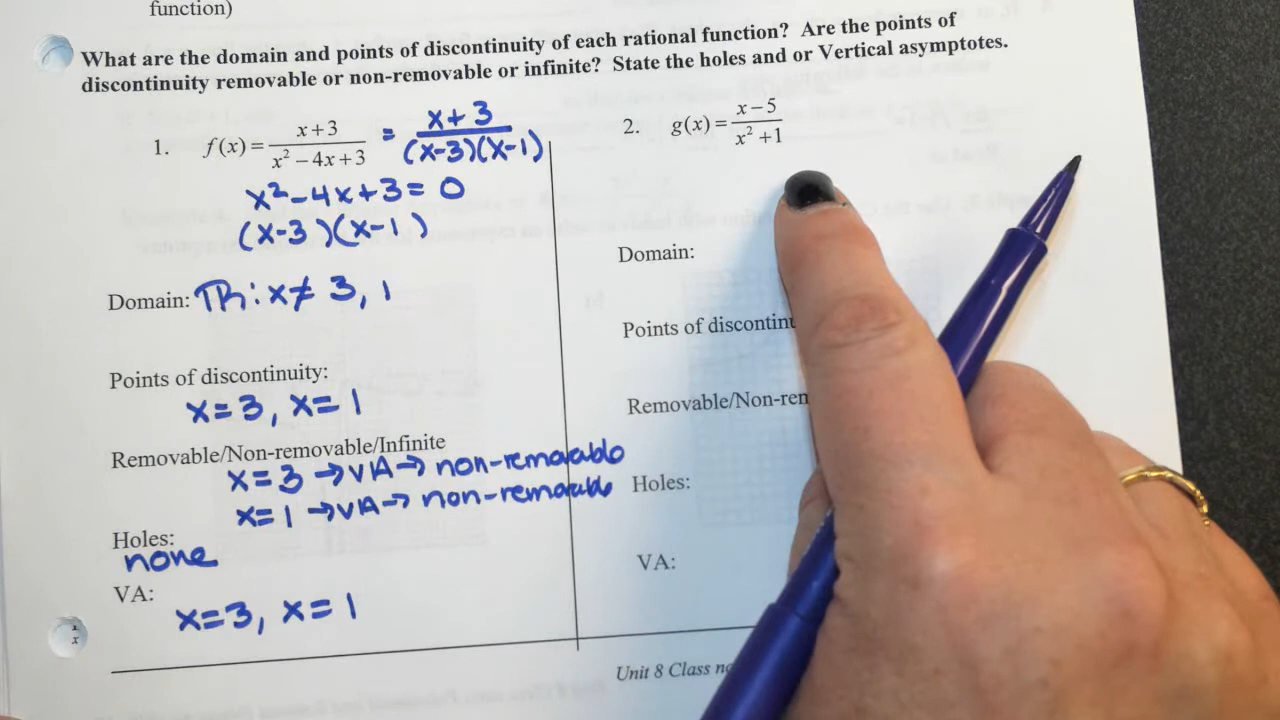 function)
What are the domain and points of discontinuity of each rational function? Are the points of
discontinuity removable or non-removable or infinite? State the holes and or Vertical asymptotes.
1. f(x)= x+3 / x² − 4x+3 = x+3 / (x-3)(x-1)
x²-4x+3=0
(x-3)(x-1)
Domain: ℝ: x≠ 3, 1
Points of discontinuity:
x=3, x=1
Removable/Non-removable/Infinite
x=3 → VA → non-removable
x=1 → VA → non-removable
Holes:
none
VA:
x=3, x=1
2. g(x)= x−5 / x² +1
Domain:
Points of discontinu
Removable/Non-ren
Holes:
VA:
Unit 8 Class